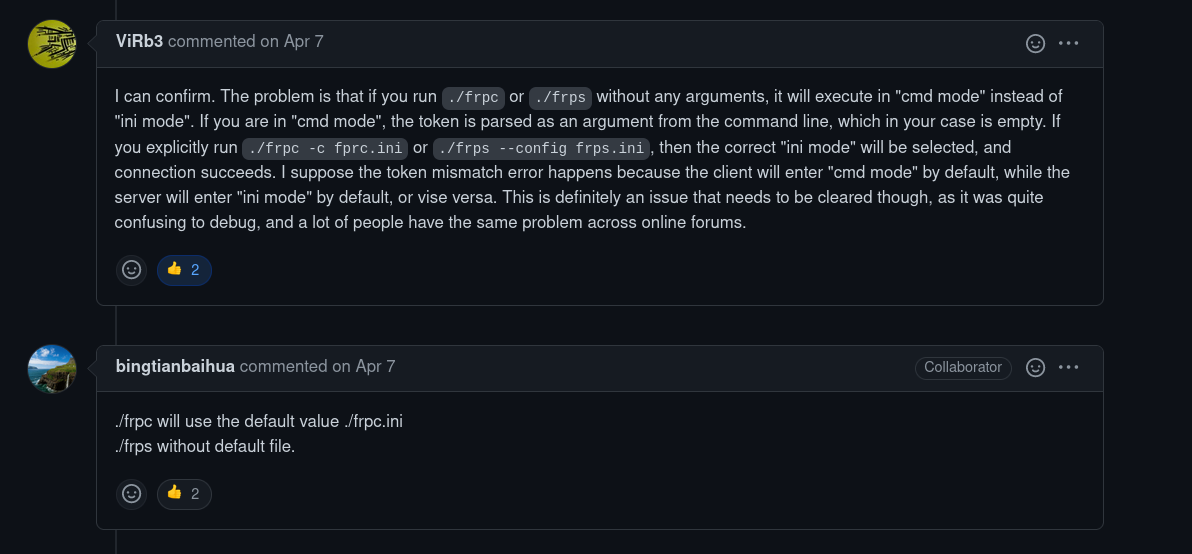 ViRb3 commented on Apr 7
I can confirm. The problem is that if you run ./frpc or ./frps without any arguments, it will execute in "cmd mode" instead of
"ini mode". If you are in "cmd mode", the token is parsed as an argument from the command line, which in your case is empty. If
you explicitly run ./frpc -c fprc.ini or ./frps --config frps.ini, then the correct "ini mode" will be selected, and
connection succeeds. I suppose the token mismatch error happens because the client will enter "cmd mode" by default, while the
server will enter "ini mode" by default, or vise versa. This is definitely an issue that needs to be cleared though, as it was quite
confusing to debug, and a lot of people have the same problem across online forums.
👍 2
bingtianbaihua commented on Apr 7 Collaborator
./frpc will use the default value ./frpc.ini
./frps without default file.
👍 2